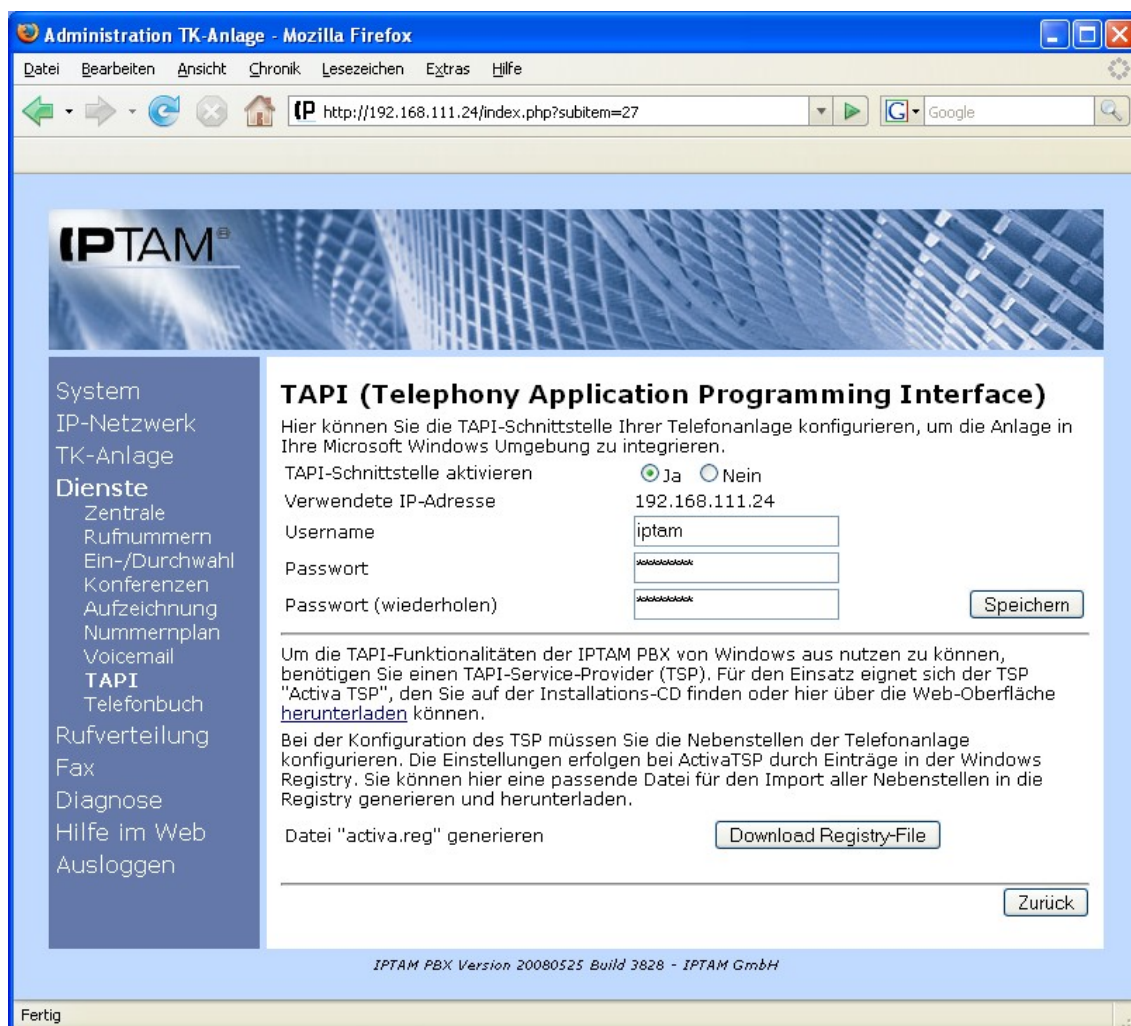 Administration TK-Anlage - Mozilla Firefox
Datei Bearbeiten Ansicht Chronik Lesezeichen Extras Hilfe
http://192.168.111.24/index.php?subitem=27
G Google
IPTAM®
System
IP-Netzwerk
TK-Anlage
Dienste
Zentrale
Rufnummern
Ein-/Durchwahl
Konferenzen
Aufzeichnung
Nummernplan
Voicemail
TAPI
Telefonbuch
Rufverteilung
Fax
Diagnose
Hilfe im Web
Ausloggen
TAPI (Telephony Application Programming Interface)
Hier können Sie die TAPI-Schnittstelle Ihrer Telefonanlage konfigurieren, um die Anlage in
Ihre Microsoft Windows Umgebung zu integrieren.
TAPI-Schnittstelle aktivieren Ja Nein
Verwendete IP-Adresse 192.168.111.24
Username iptam
Passwort **********
Passwort (wiederholen) ********** Speichern
Um die TAPI-Funktionalitäten der IPTAM PBX von Windows aus nutzen zu können,
benötigen Sie einen TAPI-Service-Provider (TSP). Für den Einsatz eignet sich der TSP
"Activa TSP", den Sie auf der Installations-CD finden oder hier über die Web-Oberfläche
herunterladen können.
Bei der Konfiguration des TSP müssen Sie die Nebenstellen der Telefonanlage
konfigurieren. Die Einstellungen erfolgen bei ActivaTSP durch Einträge in der Windows
Registry. Sie können hier eine passende Datei für den Import aller Nebenstellen in die
Registry generieren und herunterladen.
Datei "activa.reg" generieren Download Registry-File
Zurück
IPTAM PBX Version 20080525 Build 3828 - IPTAM GmbH
Fertig